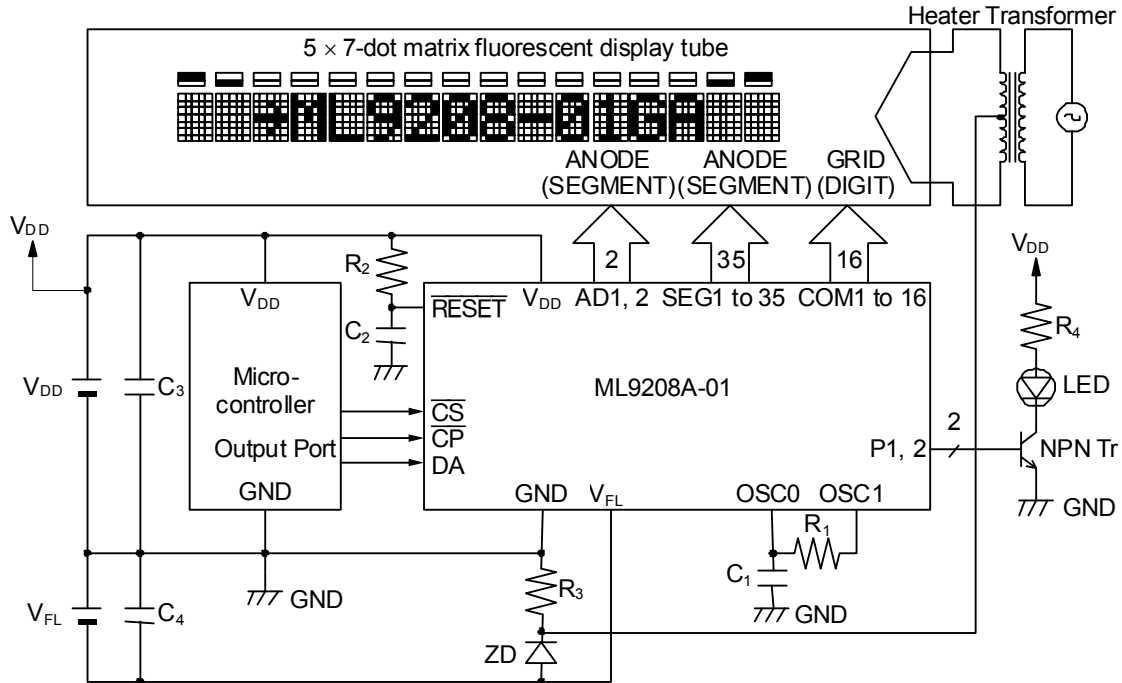 Heater Transformer
5 × 7-dot matrix fluorescent display tube
➔ML9208-01GA
ANODE
(SEGMENT)
ANODE
(SEGMENT)
GRID
(DIGIT)
2
35
16
VDD
R2
C2
VDD
RESET
VDD
AD1, 2
SEG1 to 35
COM1 to 16
VDD
R4
LED
VDD
C3
Micro-
controller
Output Port
GND
CS
CP
DA
ML9208A-01
2
P1, 2
NPN Tr
GND
GND
VFL
OSC0
OSC1
R1
C1
GND
VFL
C4
GND
R3
ZD